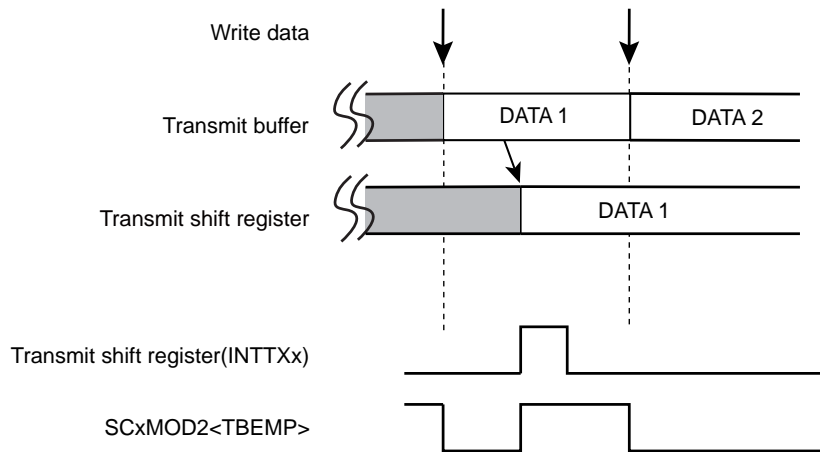 Write data
Transmit buffer
DATA 1
DATA 2
Transmit shift register
DATA 1
Transmit shift register(INTTXx)
SCxMOD2<TBEMP>